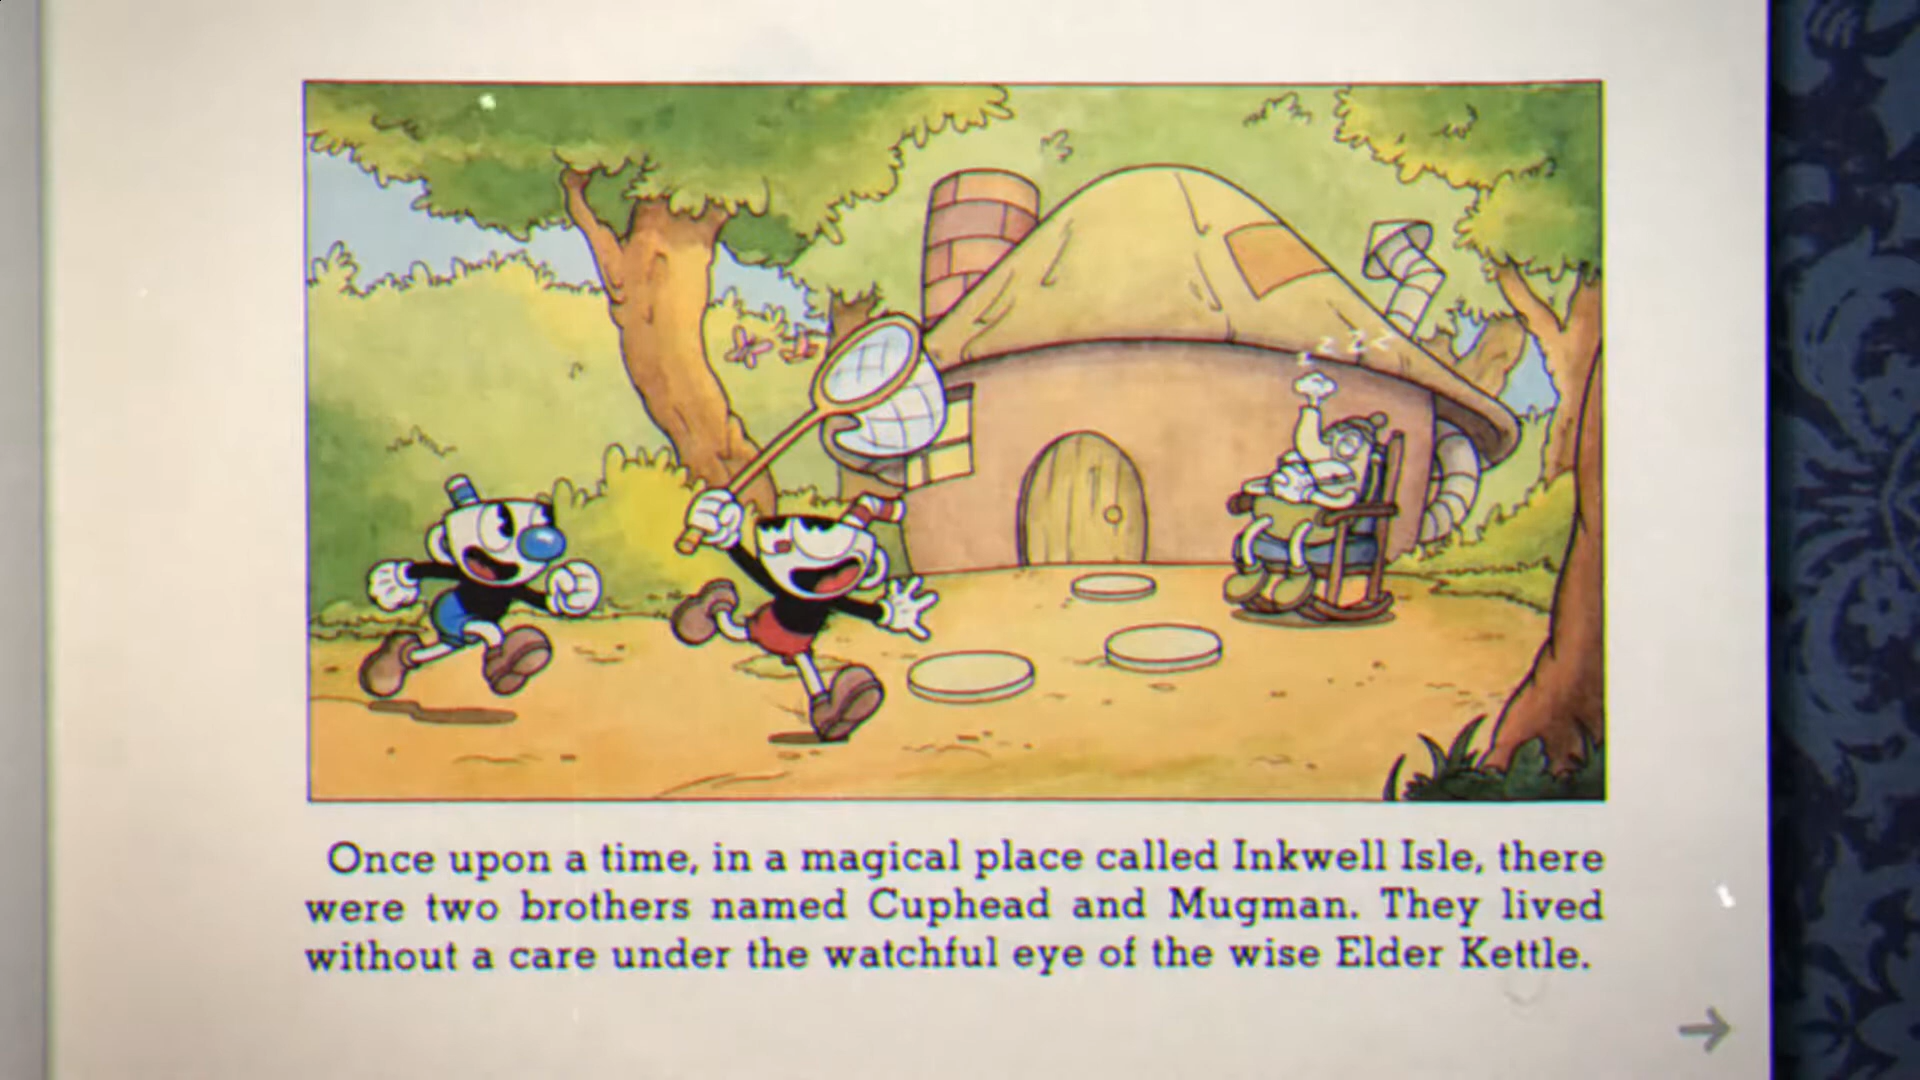 z z z z
Once upon a time, in a magical place called Inkwell Isle, there
were two brothers named Cuphead and Mugman. They lived
without a care under the watchful eye of the wise Elder Kettle.